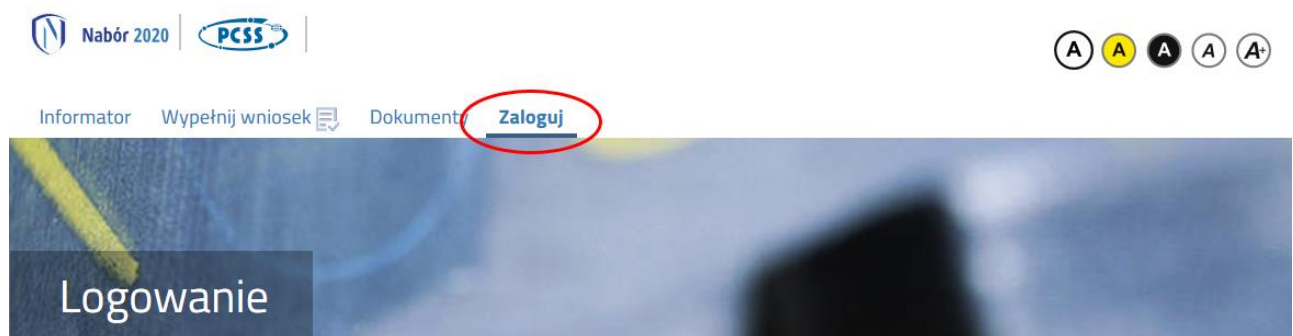 Nabór 2020 PCSS
A A A A A+
Informator Wypełnij wniosek Dokumenty Zaloguj
Logowanie